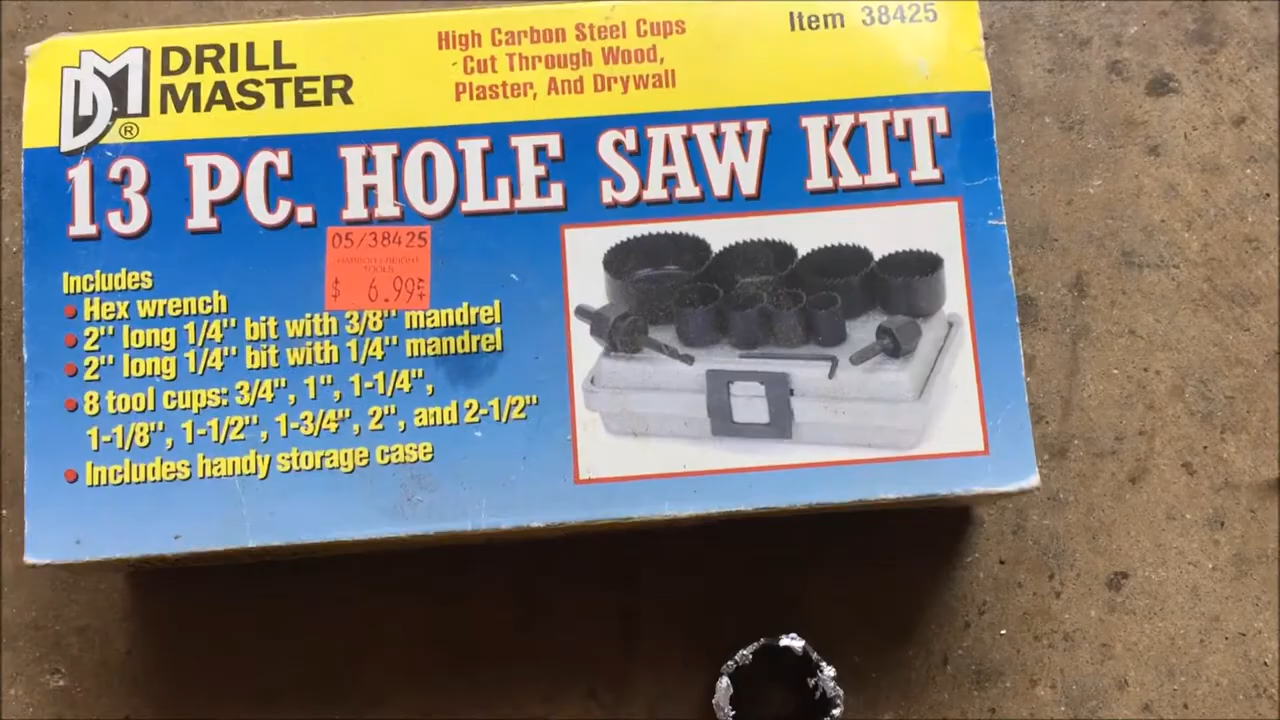 DM®
DRILL
MASTER
High Carbon Steel Cups
Cut Through Wood,
Plaster, And Drywall
Item 38425
13 PC. HOLE SAW KIT
05/38425
HARBOR FREIGHT
TOOLS
$ 6.99
Includes
• Hex wrench
• 2" long 1/4" bit with 3/8" mandrel
• 2" long 1/4" bit with 1/4" mandrel
• 8 tool cups: 3/4", 1", 1-1/4",
1-1/8", 1-1/2", 1-3/4", 2", and 2-1/2"
• Includes handy storage case